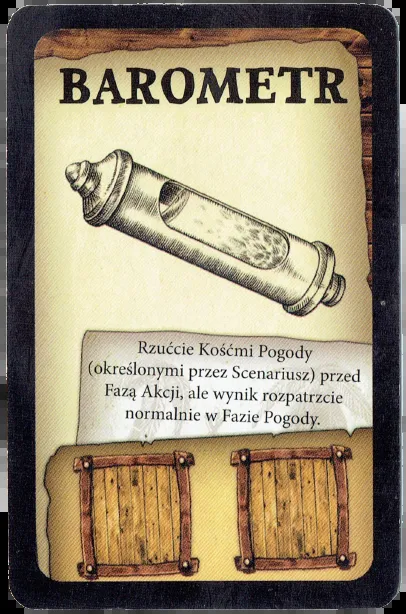 BAROMETR
Rzućcie Kośćmi Pogody
(określonymi przez Scenariusz) przed
Fazą Akcji, ale wynik rozpatrzcie
normalnie w Fazie Pogody.